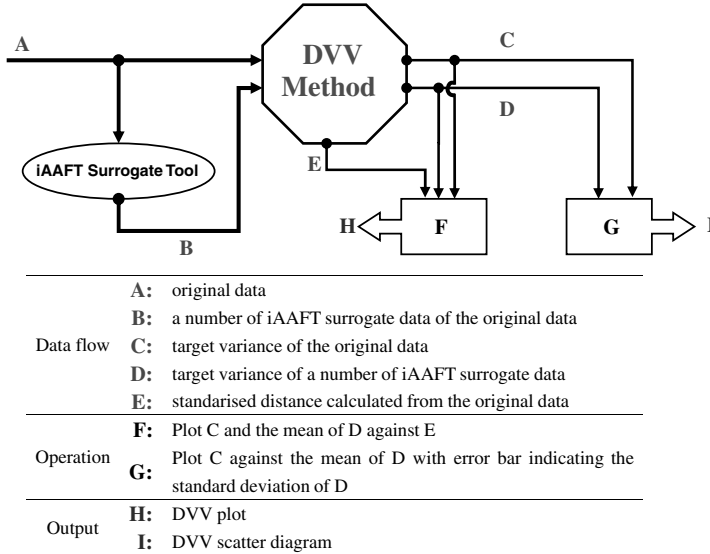 A
C
DVV
Method
D
iAAFT Surrogate Tool
E
B
H
F
G
I
A: original data
B: a number of iAAFT surrogate data of the original data
Data flow C: target variance of the original data
D: target variance of a number of iAAFT surrogate data
E: standarised distance calculated from the original data
F: Plot C and the mean of D against E
Operation
G: Plot C against the mean of D with error bar indicating the
standard deviation of D
H: DVV plot
Output
I: DVV scatter diagram